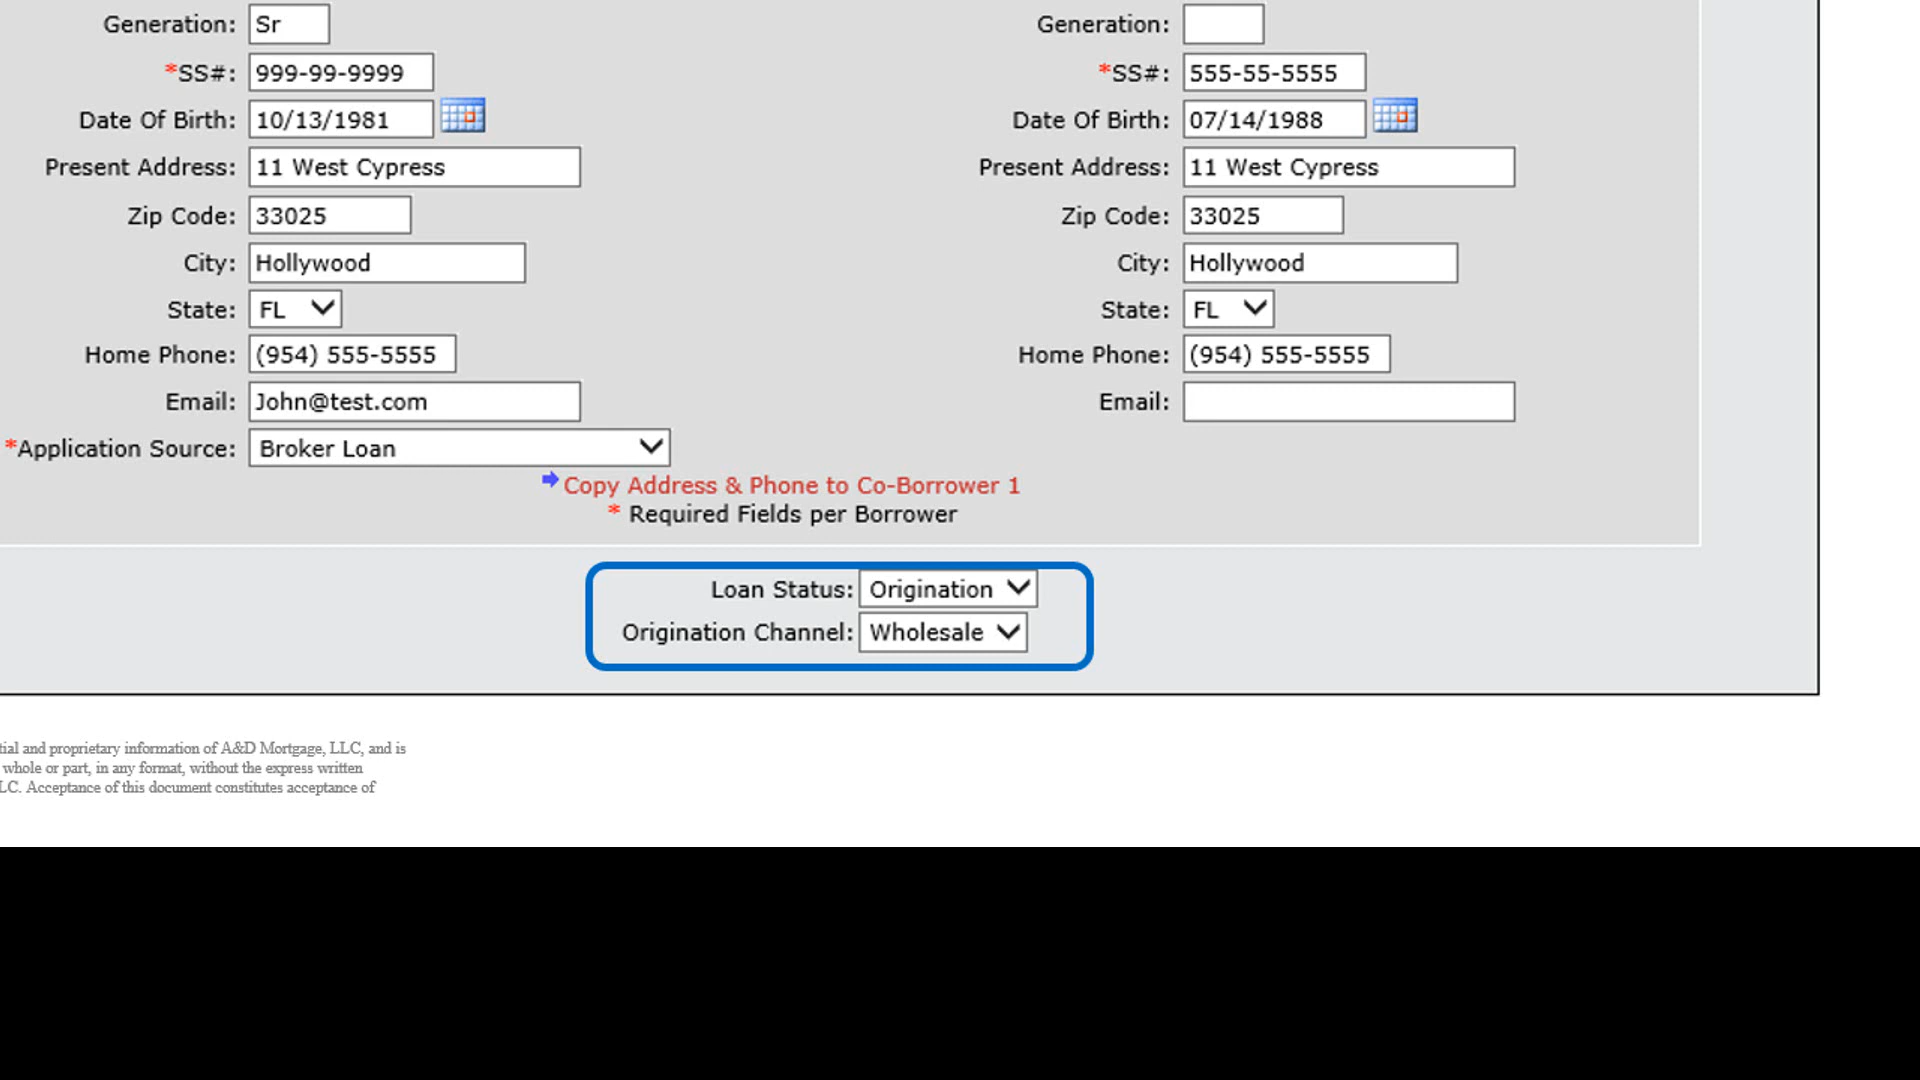 Generation: Sr
*SS#: 999-99-9999
Date Of Birth: 10/13/1981
Present Address: 11 West Cypress
Zip Code: 33025
City: Hollywood
State: FL
Home Phone: (954) 555-5555
Email: John@test.com
*Application Source: Broker Loan
Generation:
*SS#: 555-55-5555
Date Of Birth: 07/14/1988
Present Address: 11 West Cypress
Zip Code: 33025
City: Hollywood
State: FL
Home Phone: (954) 555-5555
Email:
Copy Address & Phone to Co-Borrower 1
* Required Fields per Borrower
Loan Status: Origination
Origination Channel: Wholesale
and proprietary information of A&D Mortgage, LLC, and is
whole or part, in any format, without the express written
LC. Acceptance of this document constitutes acceptance of